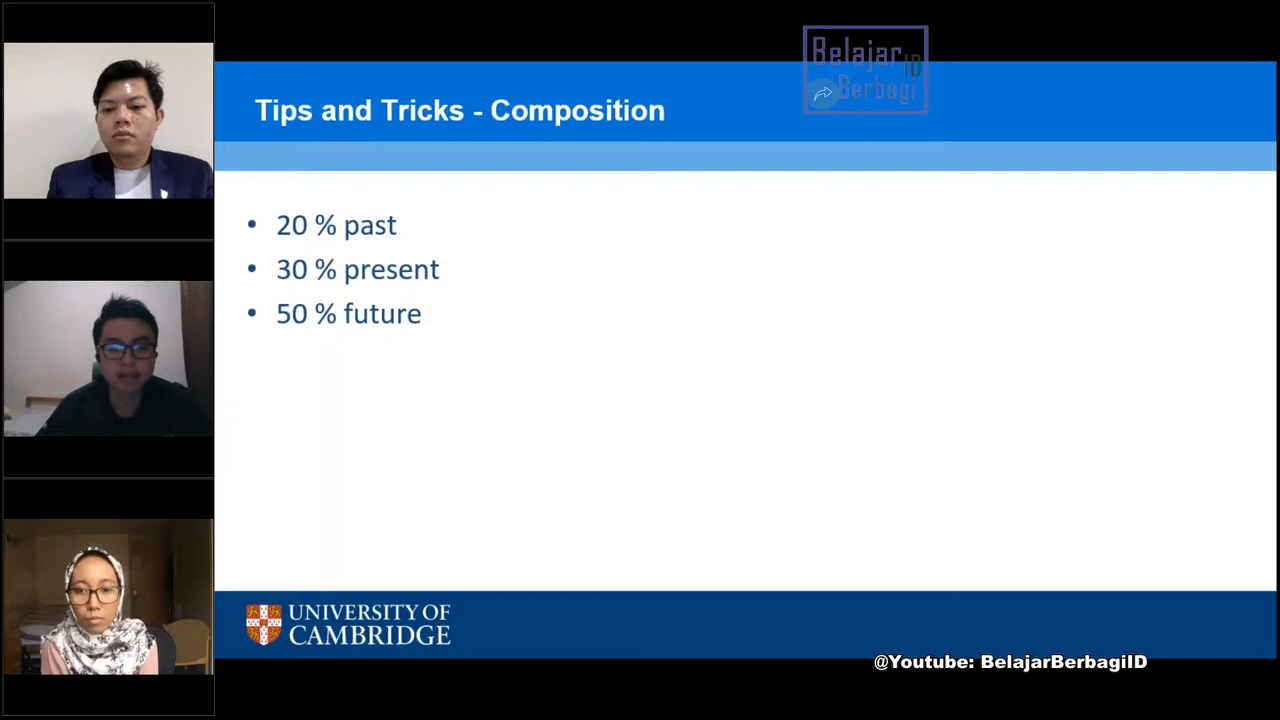 Belajar
ID
Berbagi
Tips and Tricks - Composition
• 20 % past
• 30 % present
• 50 % future
UNIVERSITY OF
CAMBRIDGE
@Youtube: BelajarBerbagiID